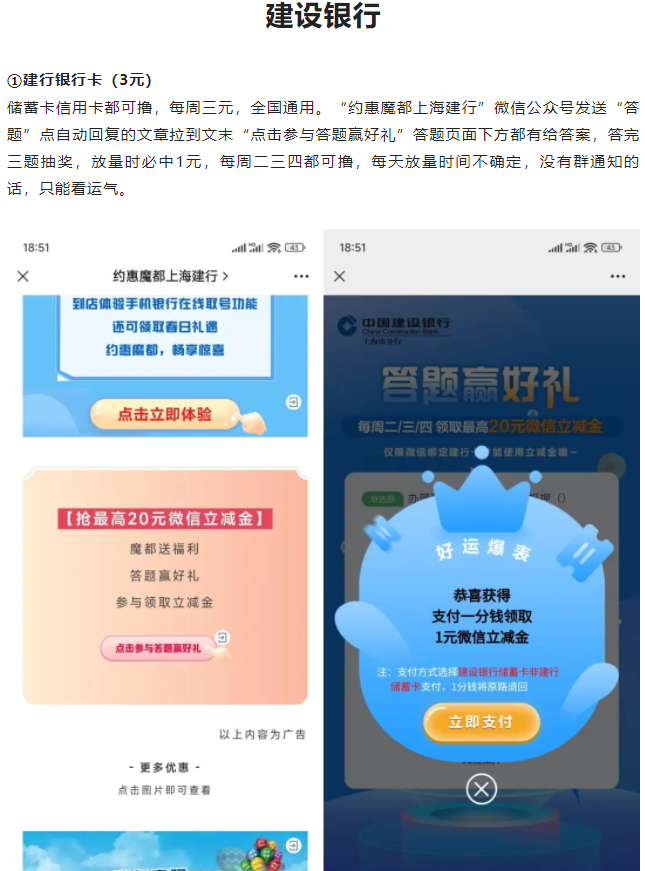 建设银行
①建行银行卡（3元）
储蓄卡信用卡都可撸，每周三元，全国通用。“约惠魔都上海建行”微信公众号发送“答
题”点自动回复的文章拉到文末“点击参与答题赢好礼”答题页面下方都有给答案，答完
三题抽奖，放量时必中1元，每周二三四都可撸，每天放量时间不确定，没有群通知的
话，只能看运气。
18:51
43
约惠魔都上海建行
到店体验手机银行在线取号功能
还可领取春日礼遇
约惠魔都，畅享惊喜
点击立即体验
【抢最高20元微信立减金】
魔都送福利
答题赢好礼
参与领取立减金
点击参与答题赢好礼
以上内容为广告
- 更多优惠 -
点击图片即可查看
18:51
43
中国建设银行
China Construction Bank
上海市分行
答题赢好礼
每周二/三/四 领取最高20元微信立减金
仅限微信绑定建行
能使用立减金哦~
单选题
好运爆表
恭喜获得
支付一分钱领取
1元微信立减金
注：支付方式选择建设银行储蓄卡非建行
储蓄卡支付，1分钱将原路退回
立即支付